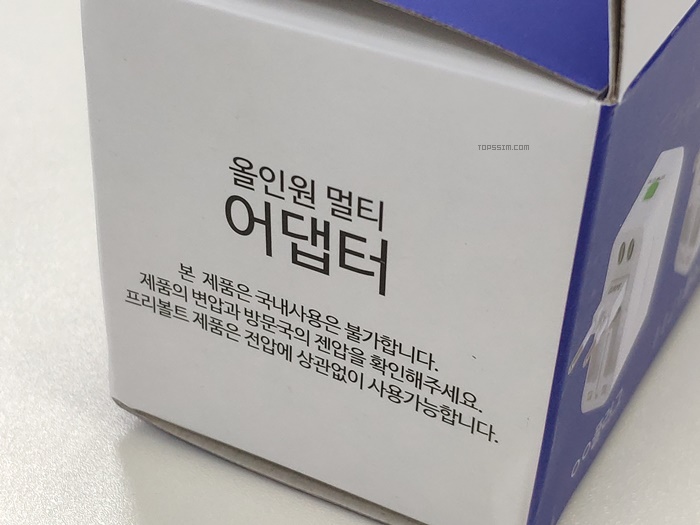 TOPSSIM.COM
올인원 멀티
어댑터
본 제품은 국내사용은 불가합니다.
제품의 변압과 방문국의 젠압을 확인해주세요.
프리볼트 제품은 전압에 상관없이 사용가능합니다.